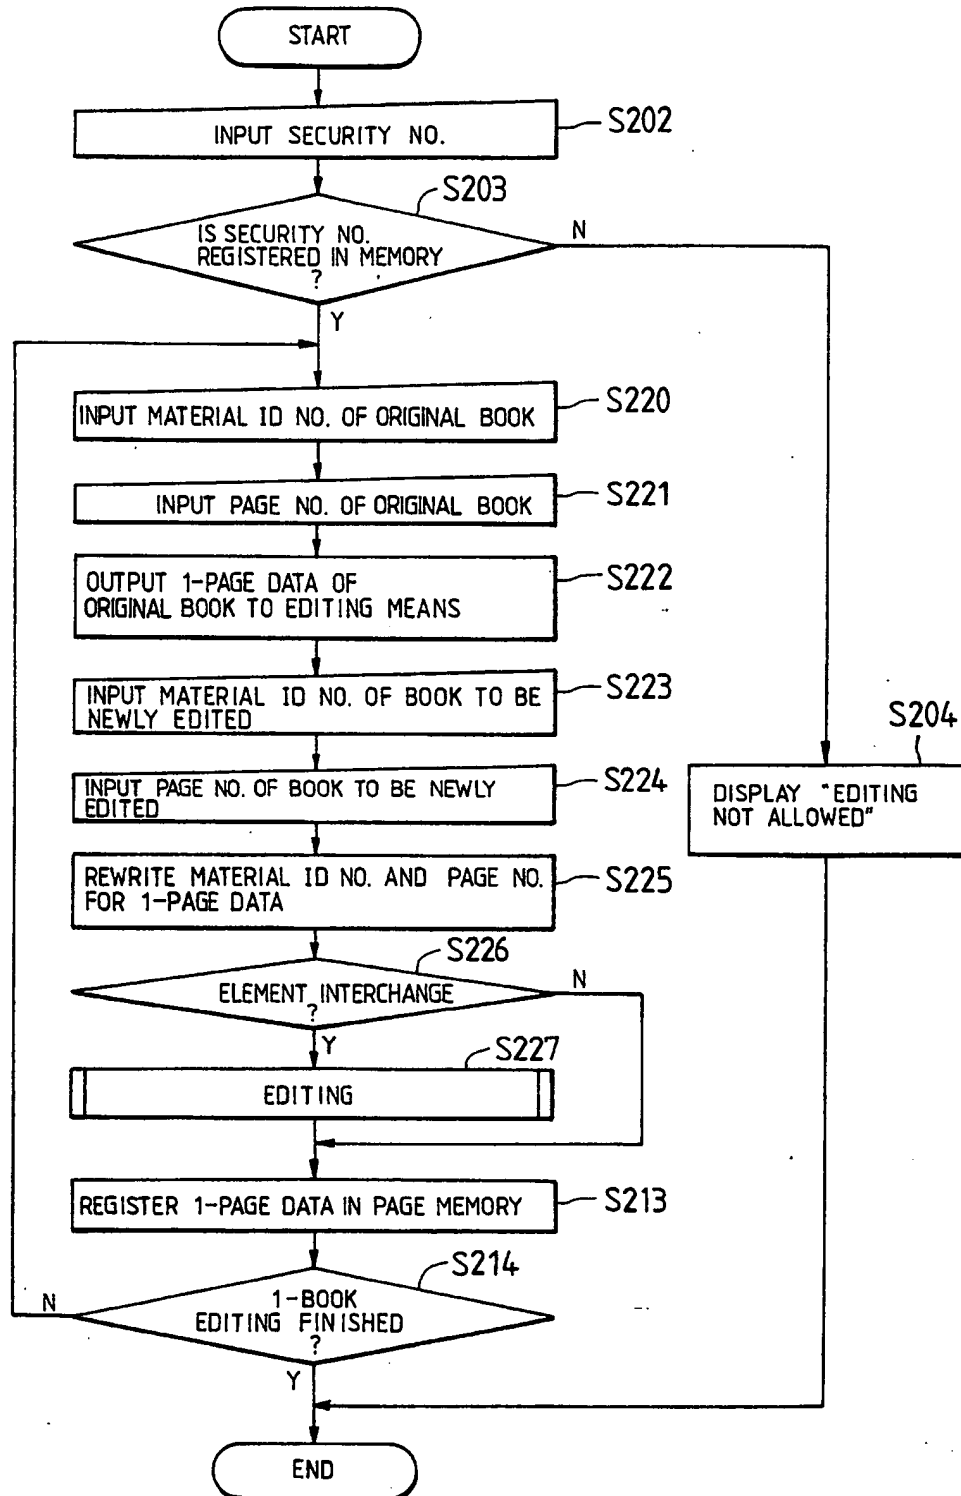 START
INPUT SECURITY NO.
S202
S203
IS SECURITY NO.
REGISTERED IN MEMORY
?
N
Y
INPUT MATERIAL ID NO. OF ORIGINAL BOOK
S220
INPUT PAGE NO. OF ORIGINAL BOOK
S221
OUTPUT 1-PAGE DATA OF
ORIGINAL BOOK TO EDITING MEANS
S222
INPUT MATERIAL ID NO. OF BOOK TO BE
NEWLY EDITED
S223
INPUT PAGE NO. OF BOOK TO BE NEWLY
EDITED
S224
S204
DISPLAY "EDITING
NOT ALLOWED"
REWRITE MATERIAL ID NO. AND PAGE NO.
FOR 1-PAGE DATA
S225
S226
ELEMENT INTERCHANGE
?
N
Y
S227
EDITING
REGISTER 1-PAGE DATA IN PAGE MEMORY
S213
S214
1-BOOK
EDITING FINISHED
?
N
Y
END